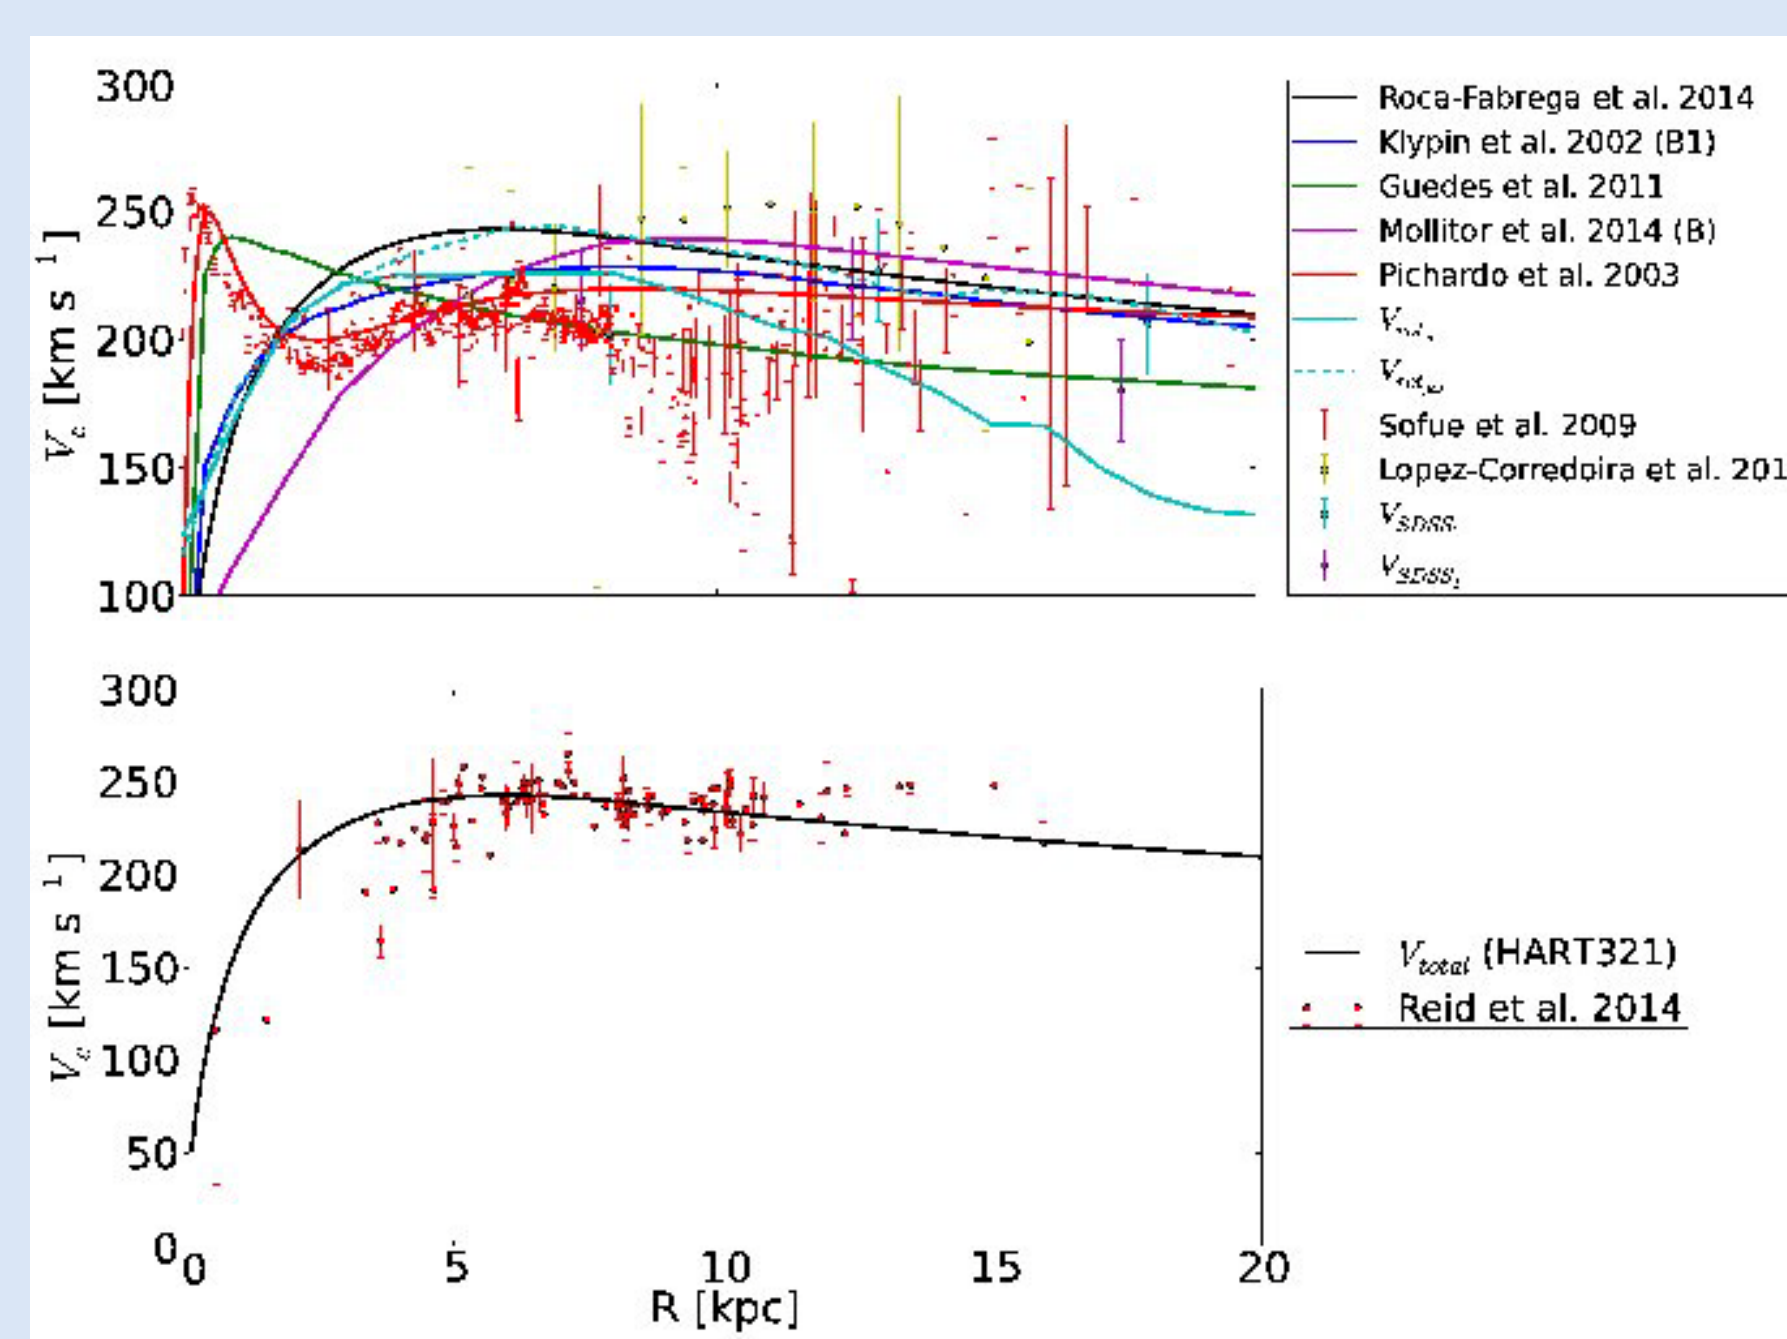 300
250
200
150
100
V_c [km s ¹]
Roca-Fabrega et al. 2014
Klypin et al. 2002 (B1)
Guedes et al. 2011
Mollitor et al. 2014 (B)
Pichardo et al. 2003
Sofue et al. 2009
Lopez-Corredoira et al. 201
300
250
200
150
100
50
0
V_c [km s ¹]
V_total (HART321)
Reid et al. 2014
0 5 10 15 20
R [kpc]